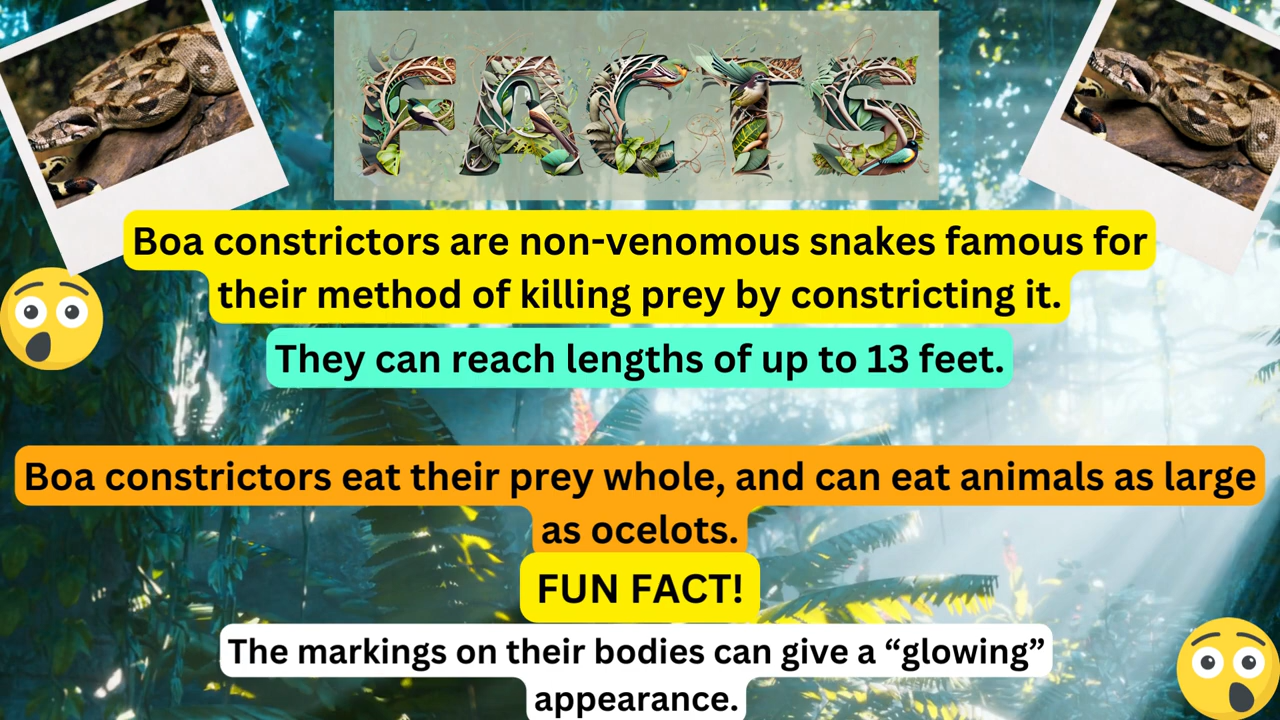 FACTS
Boa constrictors are non-venomous snakes famous for
their method of killing prey by constricting it.
They can reach lengths of up to 13 feet.
Boa constrictors eat their prey whole, and can eat animals as large
as ocelots.
FUN FACT!
The markings on their bodies can give a “glowing”
appearance.